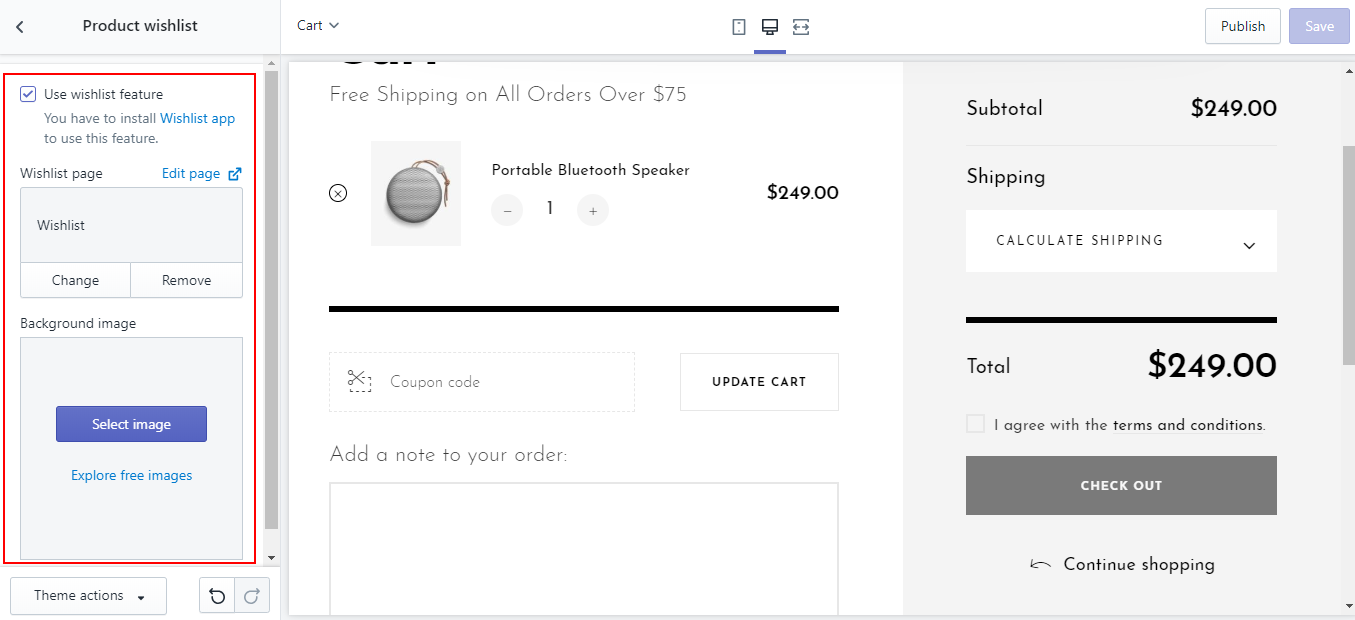 Product wishlist
Cart
Publish
Save
Use wishlist feature
You have to install Wishlist app
to use this feature.
Wishlist page
Edit page
Wishlist
Change
Remove
Background image
Select image
Explore free images
Theme actions
Cart
Free Shipping on All Orders Over $75
Portable Bluetooth Speaker
−
1
+
$249.00
Coupon code
UPDATE CART
Add a note to your order:
Subtotal
$249.00
Shipping
CALCULATE SHIPPING
Total
$249.00
I agree with the terms and conditions.
CHECK OUT
Continue shopping